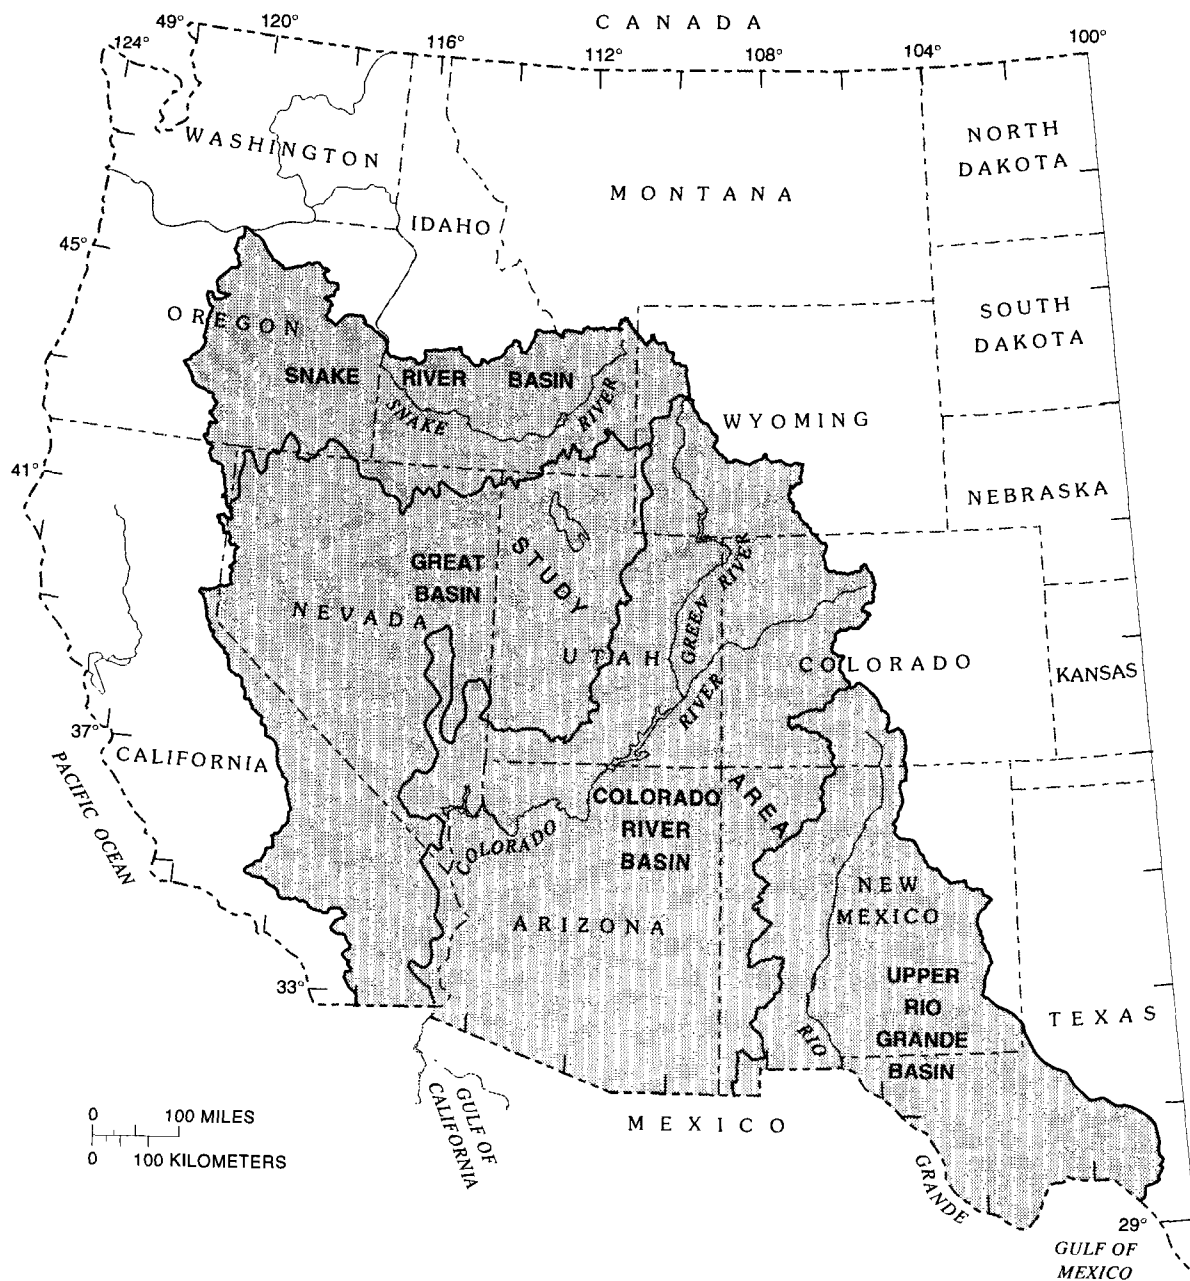 CANADA
49°
120°
124°
116°
112°
108°
104°
100°
WASHINGTON
NORTH
DAKOTA
MONTANA
IDAHO
45°
OREGON
SOUTH
DAKOTA
SNAKE RIVER BASIN
SNAKE
RIVER
WYOMING
41°
NEBRASKA
GREAT
BASIN
STUDY
NEVADA
GREEN
RIVER
UTAH
COLORADO
KANSAS
RIVER
37°
CALIFORNIA
PACIFIC OCEAN
COLORADO
RIVER
BASIN
AREA
COLORADO
NEW
MEXICO
ARIZONA
33°
UPPER
RIO
GRANDE
BASIN
TEXAS
RIO
GULF OF
CALIFORNIA
MEXICO
0 100 MILES
0 100 KILOMETERS
GRANDE
29°
GULF OF
MEXICO